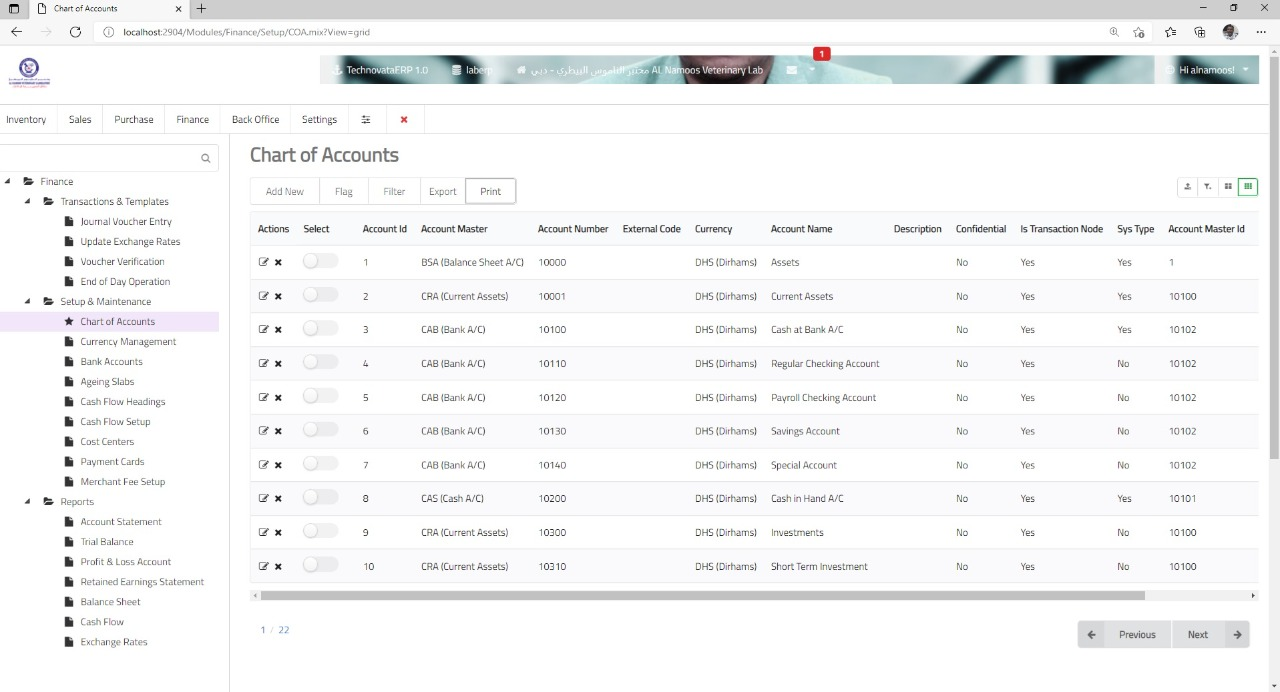 Chart of Accounts
localhost:2904/Modules/Finance/Setup/COA.mix?View=grid
TechnovataERP 1.0 laberp مختبر الناموس البيطري - دبي Al Namoos Veterinary Lab 1 Hi alnamoos!
Inventory Sales Purchase Finance Back Office Settings
Finance
Transactions & Templates
Journal Voucher Entry
Update Exchange Rates
Voucher Verification
End of Day Operation
Setup & Maintenance
Chart of Accounts
Currency Management
Bank Accounts
Ageing Slabs
Cash Flow Headings
Cash Flow Setup
Cost Centers
Payment Cards
Merchant Fee Setup
Reports
Account Statement
Trial Balance
Profit & Loss Account
Retained Earnings Statement
Balance Sheet
Cash Flow
Exchange Rates
Chart of Accounts
Add New Flag Filter Export Print
Actions Select Account Id Account Master Account Number External Code Currency Account Name Description Confidential Is Transaction Node Sys Type Account Master Id
1 BSA (Balance Sheet A/C) 10000 DHS (Dirhams) Assets No Yes Yes 1
2 CRA (Current Assets) 10001 DHS (Dirhams) Current Assets No Yes Yes 10100
3 CAB (Bank A/C) 10100 DHS (Dirhams) Cash at Bank A/C No Yes Yes 10102
4 CAB (Bank A/C) 10110 DHS (Dirhams) Regular Checking Account No Yes No 10102
5 CAB (Bank A/C) 10120 DHS (Dirhams) Payroll Checking Account No Yes No 10102
6 CAB (Bank A/C) 10130 DHS (Dirhams) Savings Account No Yes No 10102
7 CAB (Bank A/C) 10140 DHS (Dirhams) Special Account No Yes No 10102
8 CAS (Cash A/C) 10200 DHS (Dirhams) Cash in Hand A/C No Yes Yes 10101
9 CRA (Current Assets) 10300 DHS (Dirhams) Investments No Yes No 10100
10 CRA (Current Assets) 10310 DHS (Dirhams) Short Term Investment No Yes No 10100
1 / 22 Previous Next